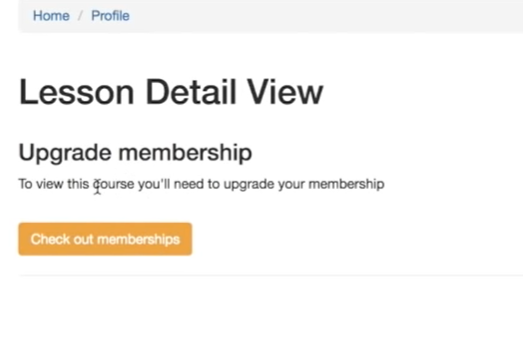 Home / Profile
Lesson Detail View
Upgrade membership
To view this course you'll need to upgrade your membership
Check out memberships